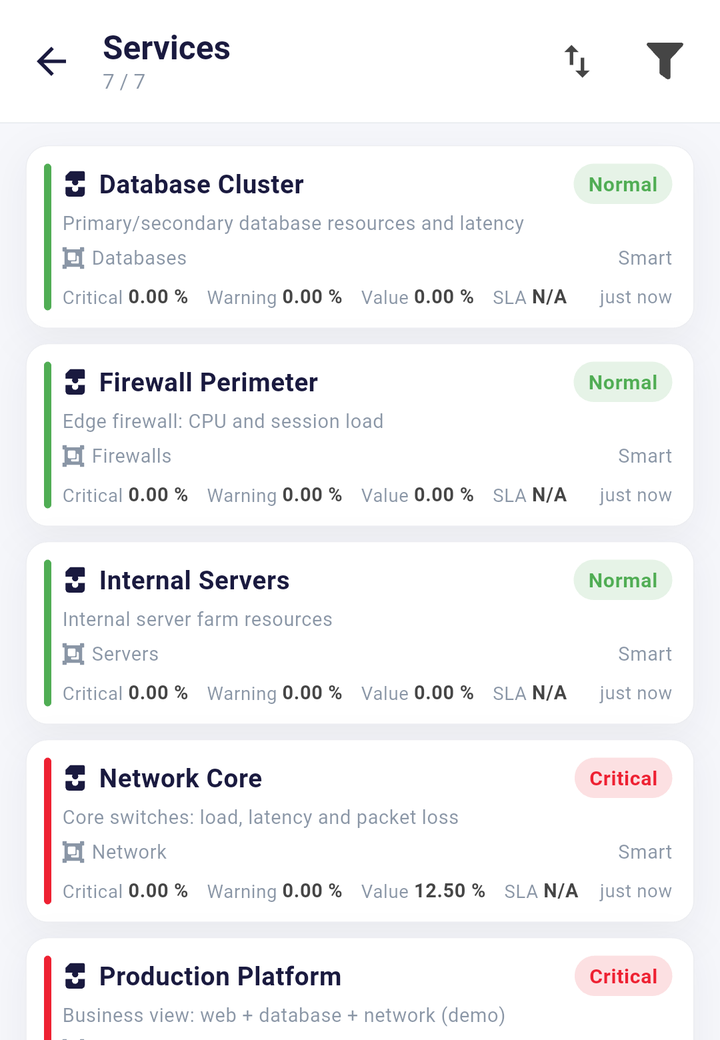 Services
7 / 7
Database Cluster Normal
Primary/secondary database resources and latency
Databases Smart
Critical 0.00 % Warning 0.00 % Value 0.00 % SLA N/A just now
Firewall Perimeter Normal
Edge firewall: CPU and session load
Firewalls Smart
Critical 0.00 % Warning 0.00 % Value 0.00 % SLA N/A just now
Internal Servers Normal
Internal server farm resources
Servers Smart
Critical 0.00 % Warning 0.00 % Value 0.00 % SLA N/A just now
Network Core Critical
Core switches: load, latency and packet loss
Network Smart
Critical 0.00 % Warning 0.00 % Value 12.50 % SLA N/A just now
Production Platform Critical
Business view: web + database + network (demo)